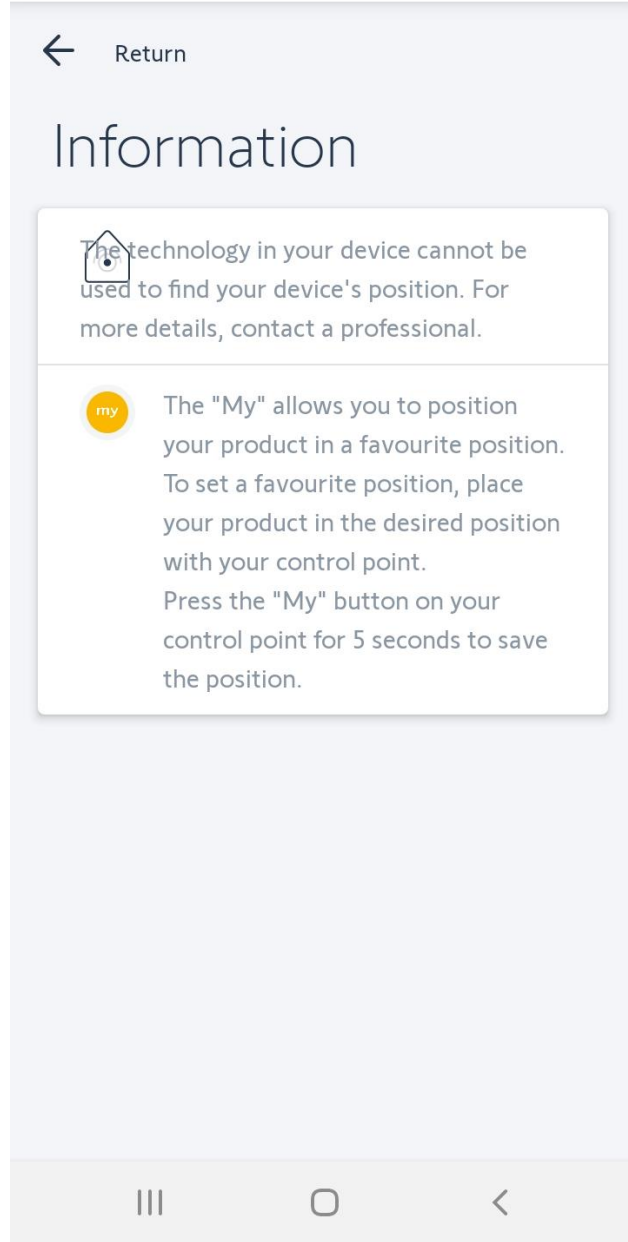 Return
Information
The technology in your device cannot be
used to find your device's position. For
more details, contact a professional.
my
The "My" allows you to position
your product in a favourite position.
To set a favourite position, place
your product in the desired position
with your control point.
Press the "My" button on your
control point for 5 seconds to save
the position.